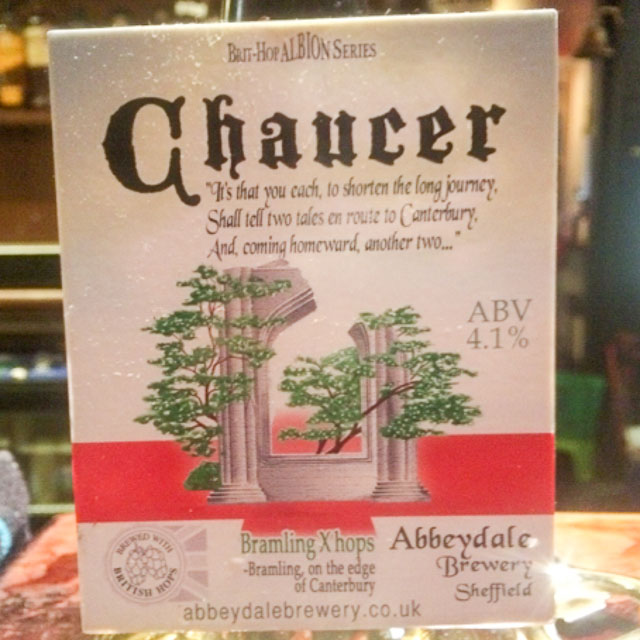 Brit-Hop ALBION Series
Chaucer
"It's that you each, to shorten the long journey,
Shall tell two tales en route to Canterbury,
And, coming homeward, another two..."
ABV
4.1%
BREWED WITH
BRITISH HOPS
Bramling X hops
-Bramling, on the edge
of Canterbury
Abbeydale
Brewery
Sheffield
abbeydalebrewery.co.uk